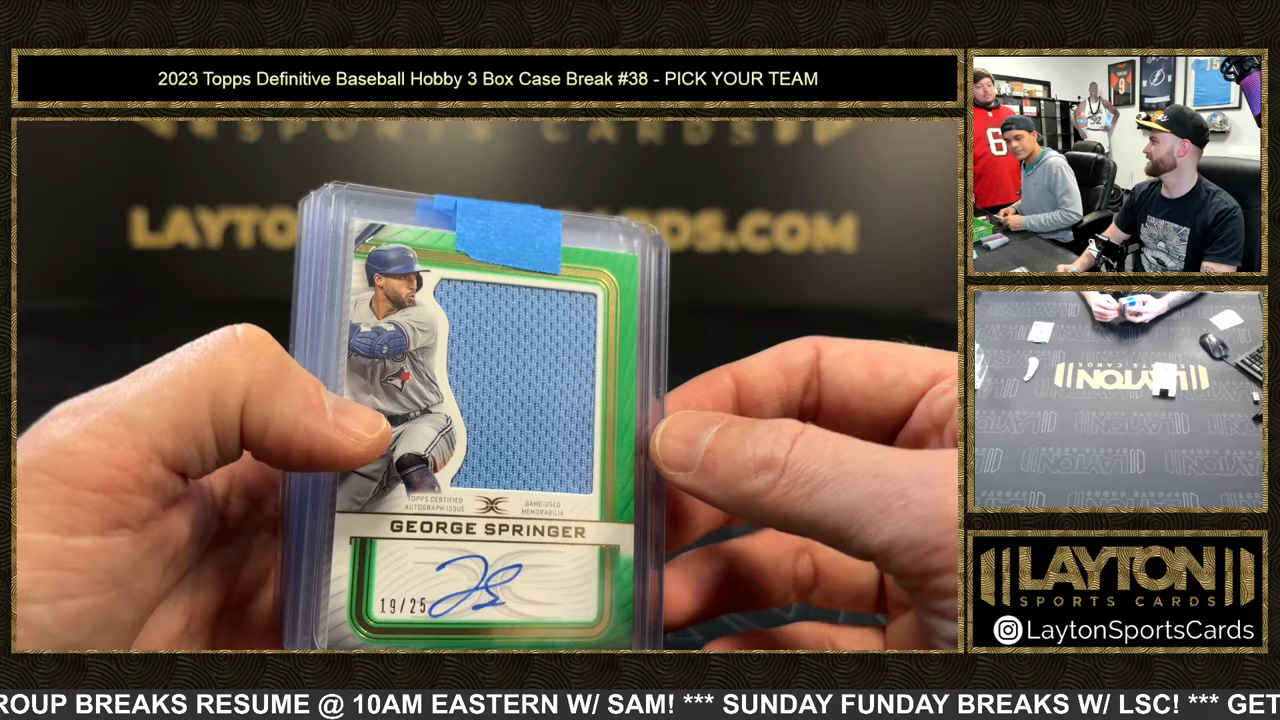 2023 Topps Definitive Baseball Hobby 3 Box Case Break #38 - PICK YOUR TEAM
TOPPS CERTIFIED
AUTOGRAPH ISSUE
GAME-USED
MEMORABILIA
GEORGE SPRINGER
19/25
LAYTON
LAYTON
SPORTS CARDS
LaytonSportsCards
ROUP BREAKS RESUME @ 10AM EASTERN W/ SAM! *** SUNDAY FUNDAY BREAKS W/ LSC! *** GET